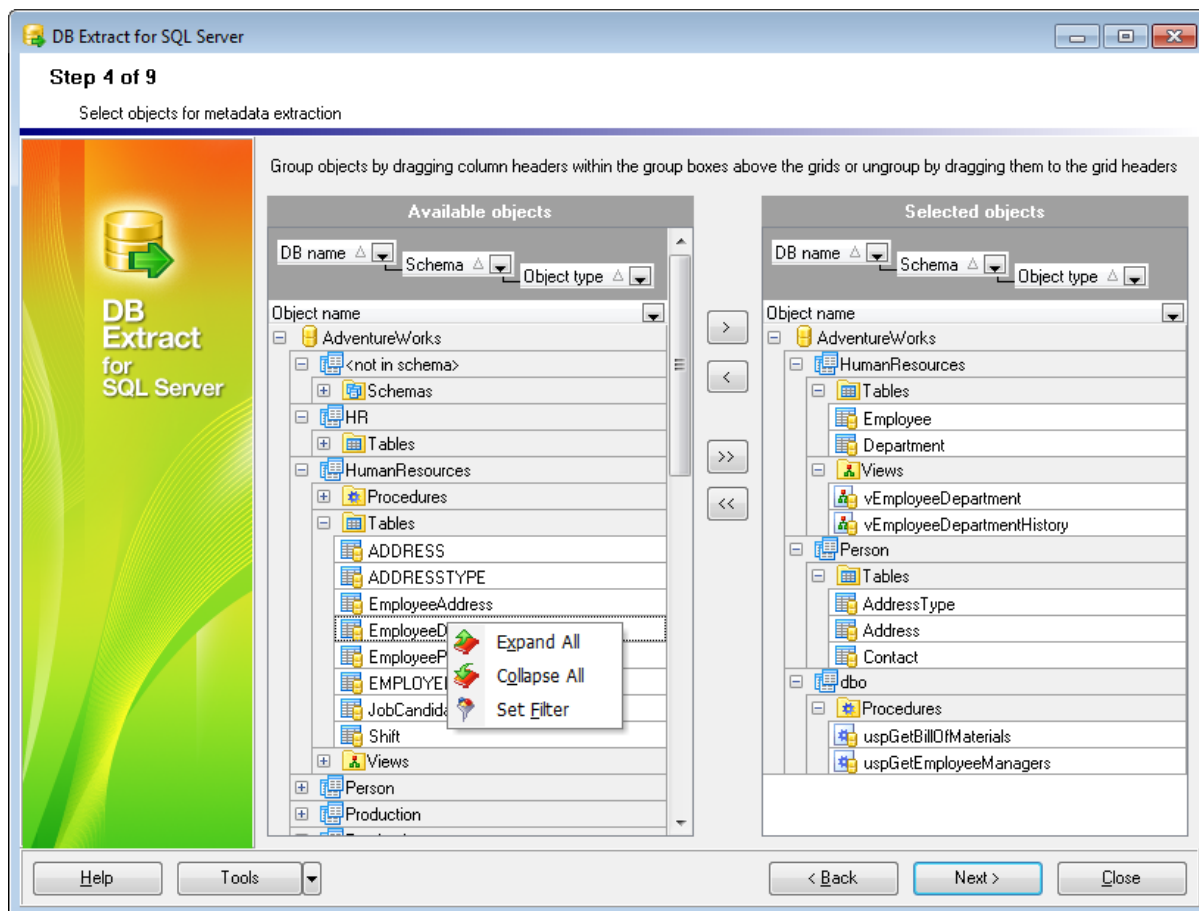 DB Extract for SQL Server
Step 4 of 9
Select objects for metadata extraction
DB
Extract
for
SQL Server
Group objects by dragging column headers within the group boxes above the grids or ungroup by dragging them to the grid headers
Available objects
DB name
Schema
Object type
Object name
AdventureWorks
<not in schema>
Schemas
HR
Tables
HumanResources
Procedures
Tables
ADDRESS
ADDRESSTYPE
EmployeeAddress
EmployeeD
EmployeeP
EMPLOYE
JobCandida
Shift
Views
Person
Production
Expand All
Collapse All
Set Filter
>
<
>>
<<
Selected objects
DB name
Schema
Object type
Object name
AdventureWorks
HumanResources
Tables
Employee
Department
Views
vEmployeeDepartment
vEmployeeDepartmentHistory
Person
Tables
AddressType
Address
Contact
dbo
Procedures
uspGetBillOfMaterials
uspGetEmployeeManagers
Help
Tools
< Back
Next >
Close